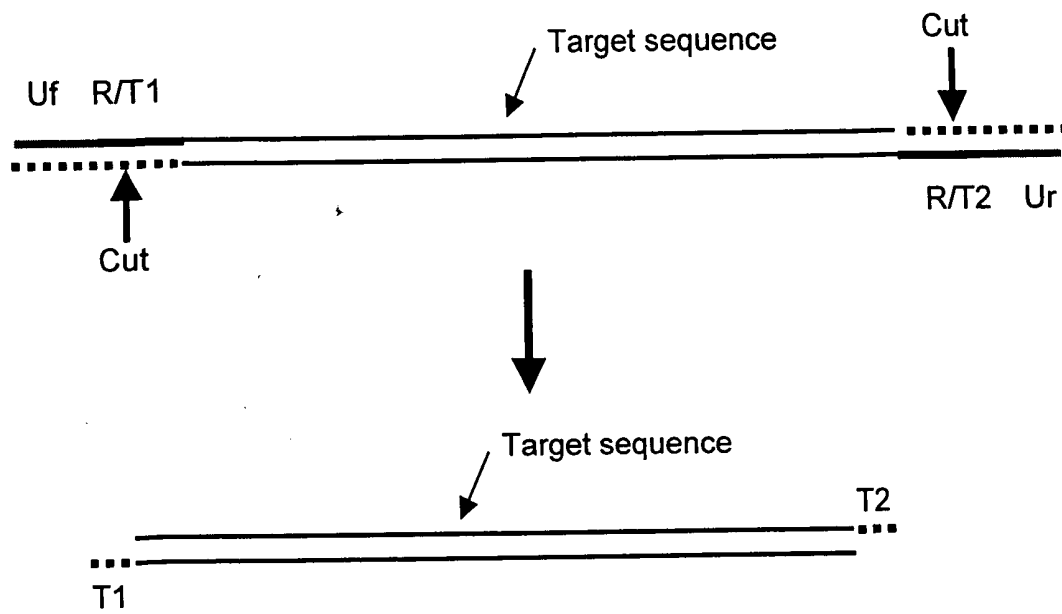 Target sequence
Cut
Uf R/T1
R/T2 Ur
Cut
Target sequence
T2
T1